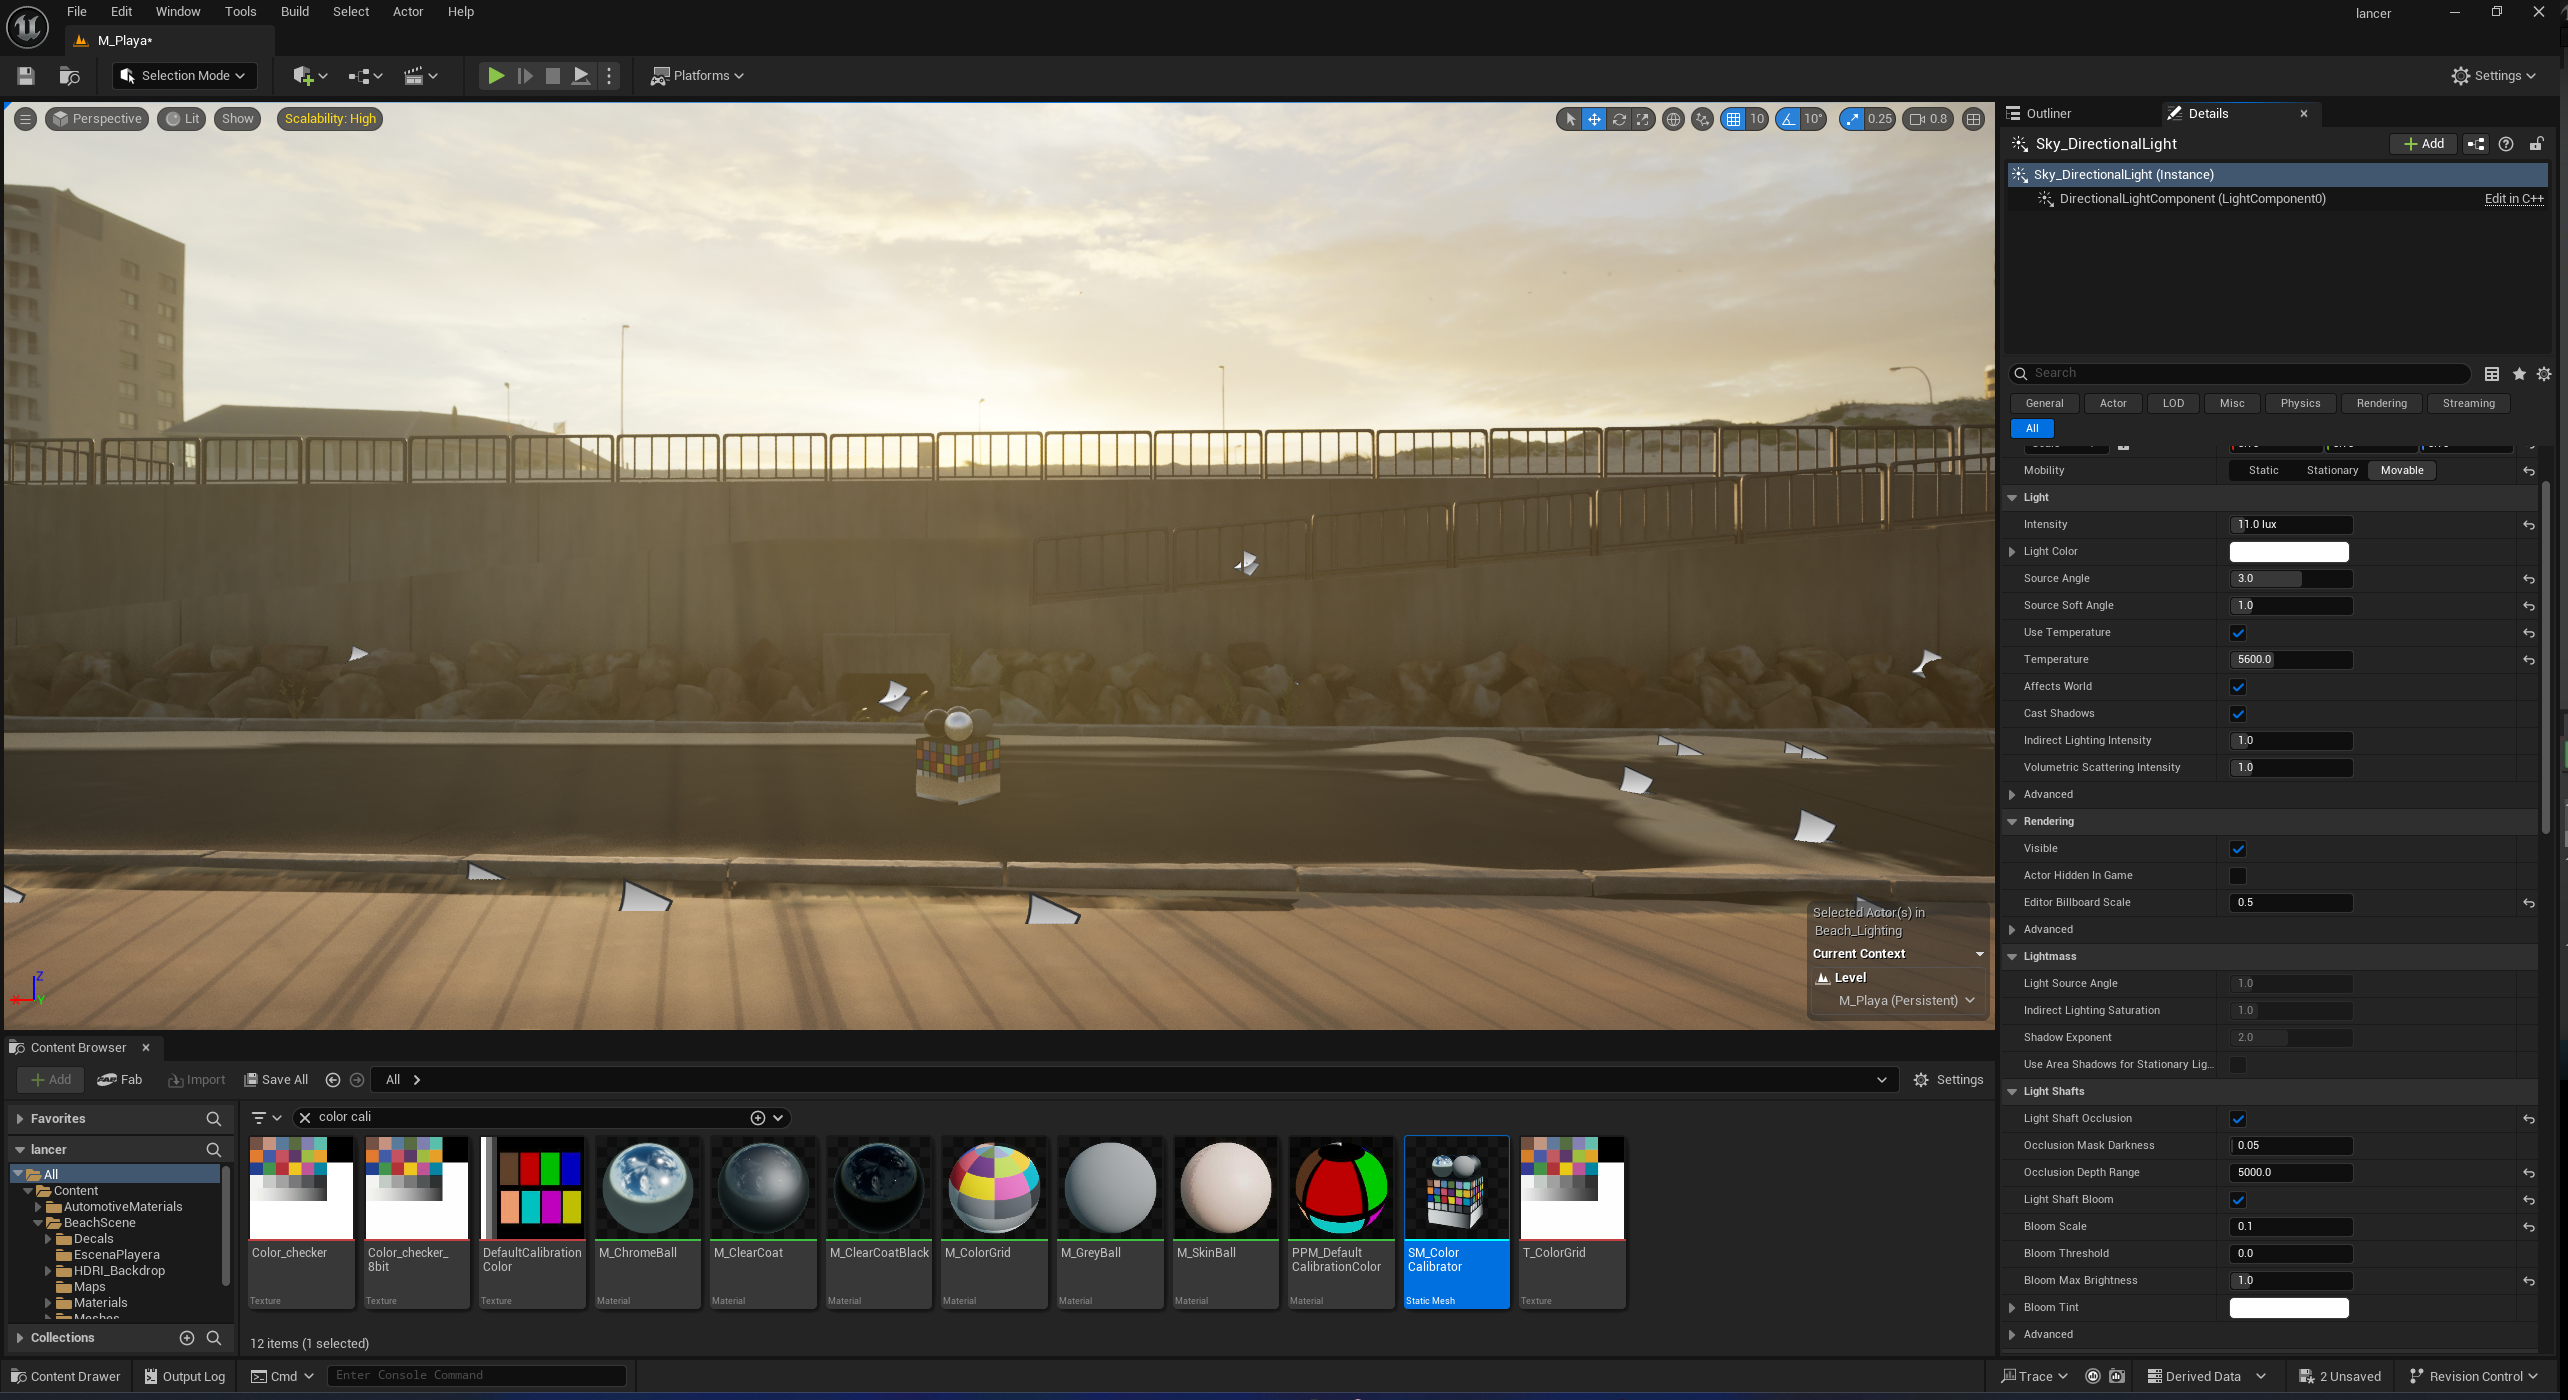 File Edit Window Tools Build Select Actor Help
lancer
M_Playa*
Selection Mode
Platforms
Settings
Perspective Lit Show Scalability: High
10 10° 0.25 0.8
Selected Actor(s) in
Beach_Lighting
Current Context
Level
M_Playa (Persistent)
Z
X Y
Outliner Details
Sky_DirectionalLight
Add
Sky_DirectionalLight (Instance)
DirectionalLightComponent (LightComponent0) Edit in C++
Search
General Actor LOD Misc Physics Rendering Streaming
All
Mobility Static Stationary Movable
Light
Intensity 11.0 lux
Light Color
Source Angle 3.0
Source Soft Angle 1.0
Use Temperature
Temperature 5600.0
Affects World
Cast Shadows
Indirect Lighting Intensity 1.0
Volumetric Scattering Intensity 1.0
Advanced
Rendering
Visible
Actor Hidden In Game
Editor Billboard Scale 0.5
Advanced
Lightmass
Light Source Angle 1.0
Indirect Lighting Saturation 1.0
Shadow Exponent 2.0
Use Area Shadows for Stationary Lig...
Light Shafts
Light Shaft Occlusion
Occlusion Mask Darkness 0.05
Occlusion Depth Range 5000.0
Light Shaft Bloom
Bloom Scale 0.1
Bloom Threshold 0.0
Bloom Max Brightness 1.0
Bloom Tint
Advanced
Content Browser
Add Fab Import Save All All Settings
Favorites
lancer
All
Content
AutomotiveMaterials
BeachScene
Decals
EscenaPlayera
HDRI_Backdrop
Maps
Materials
Meshes
Collections
color cali
Color_checker
Texture
Color_checker_
8bit
Texture
DefaultCalibration
Color
Texture
M_ChromeBall
Material
M_ClearCoat
Material
M_ClearCoatBlack
Material
M_ColorGrid
Material
M_GreyBall
Material
M_SkinBall
Material
PPM_Default
CalibrationColor
Material
SM_Color
Calibrator
Static Mesh
T_ColorGrid
Texture
12 items (1 selected)
Content Drawer Output Log Cmd Enter Console Command
Trace Derived Data 2 Unsaved Revision Control